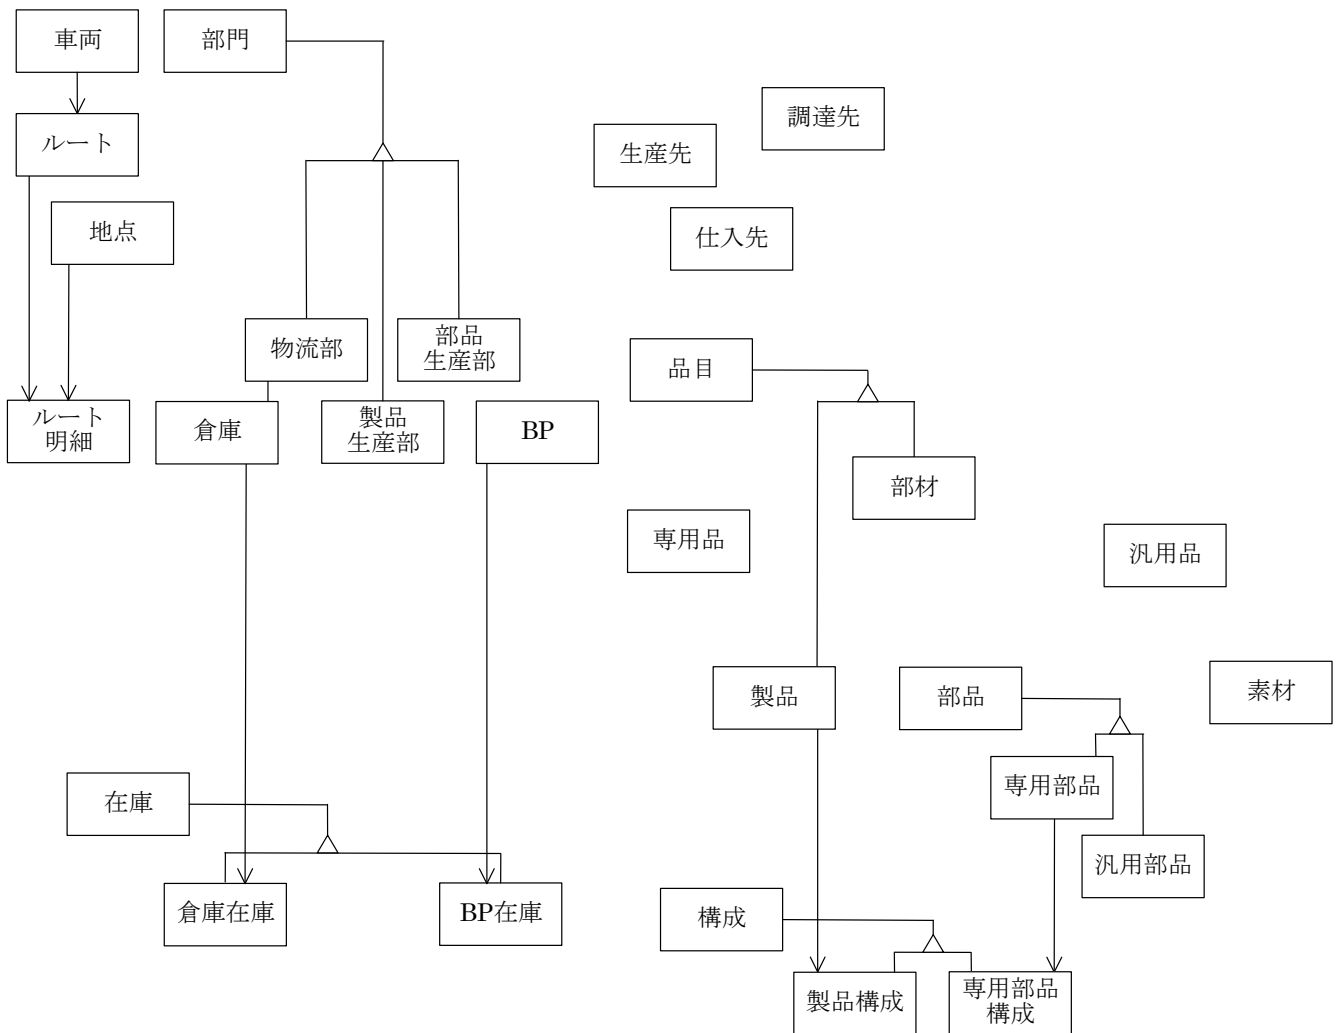 車両
部門
調達先
ルート
生産先
地点
仕入先
物流部
部品
生産部
品目
ルート
明細
倉庫
製品
生産部
BP
部材
専用品
汎用品
製品
部品
素材
専用部品
在庫
汎用部品
倉庫在庫
BP在庫
構成
製品構成
専用部品
構成